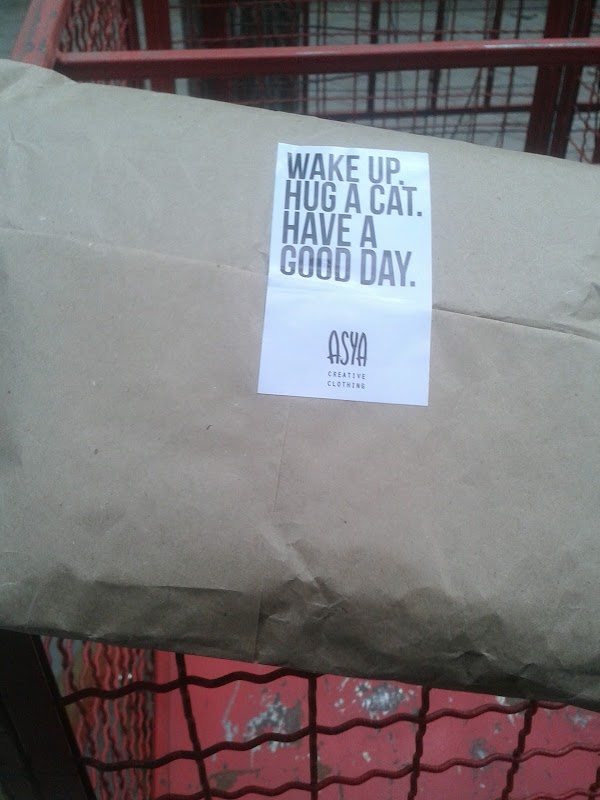 WAKE UP.
HUG A CAT.
HAVE A
GOOD DAY.
ASYA
CREATIVE
CLOTHING